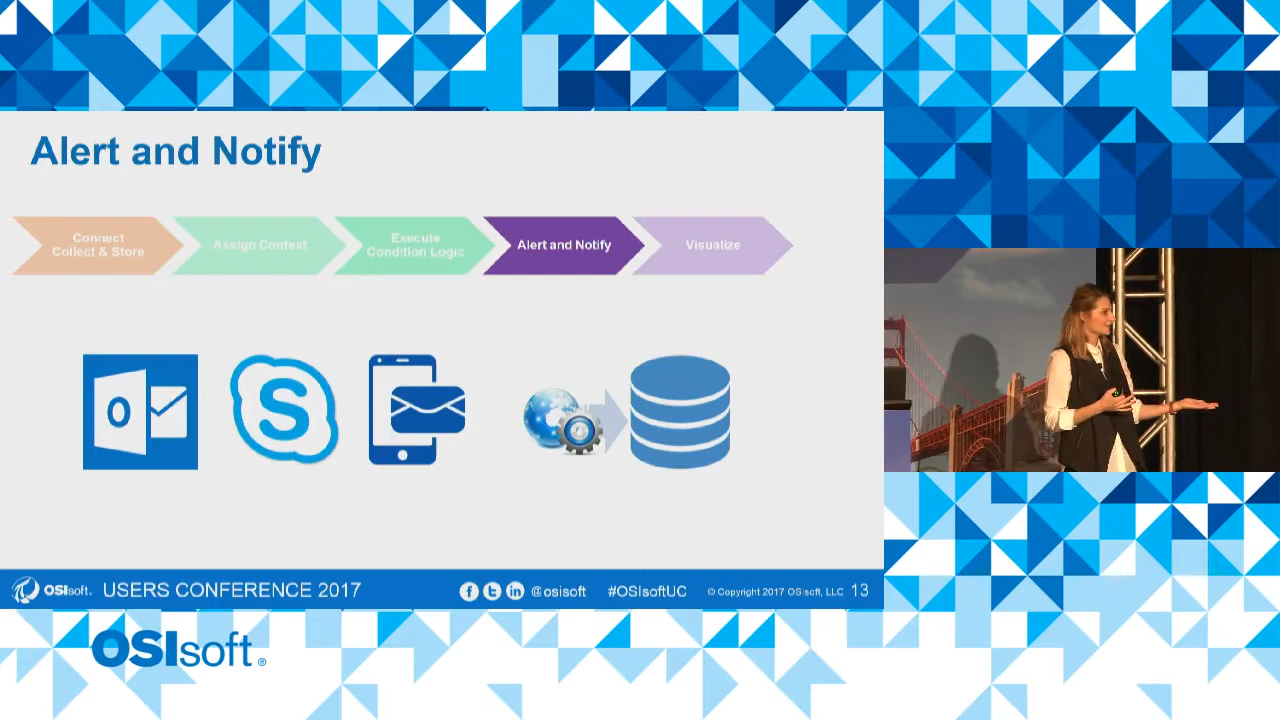 Alert and Notify
Connect
Collect & Store
Assign Context
Execute
Condition Logic
Alert and Notify
Visualize
O
S
OSIsoft. USERS CONFERENCE 2017
@osisoft
#OSIsoftUC
© Copyright 2017 OSIsoft, LLC 13
OSIsoft®